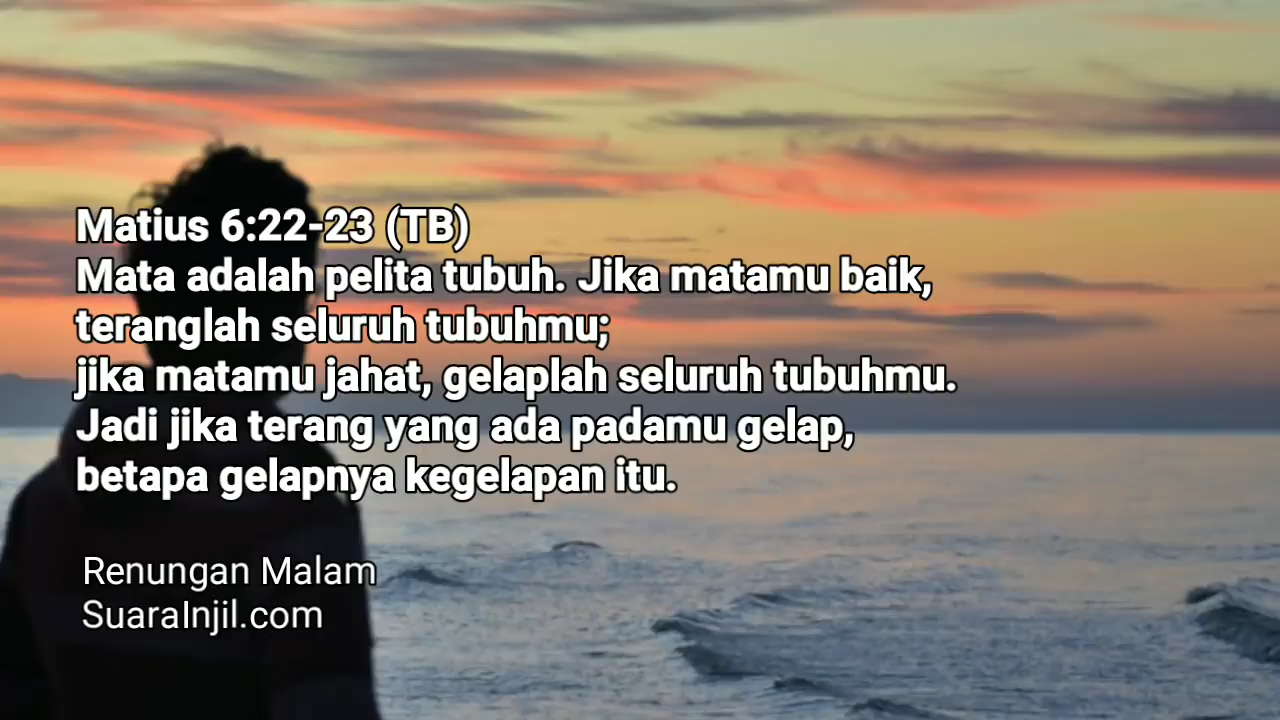 Matius 6:22-23 (TB)
Mata adalah pelita tubuh. Jika matamu baik,
teranglah seluruh tubuhmu;
jika matamu jahat, gelaplah seluruh tubuhmu.
Jadi jika terang yang ada padamu gelap,
betapa gelapnya kegelapan itu.
Renungan Malam
SuaraInjil.com